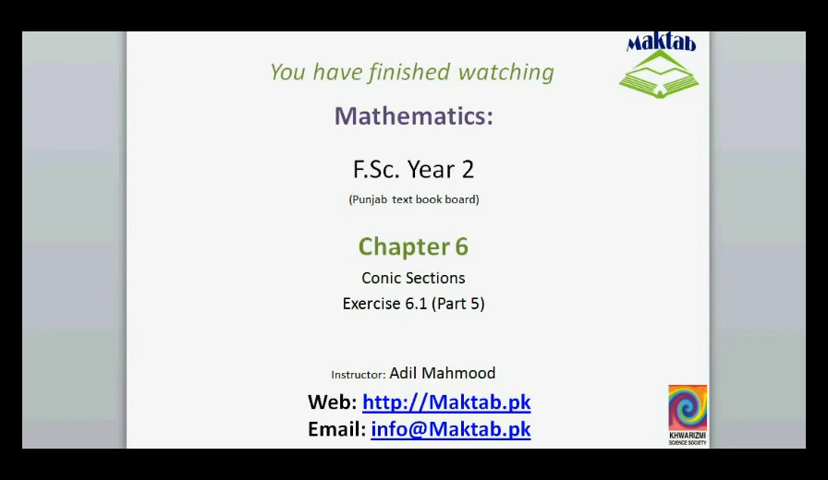 Maktab
You have finished watching
Mathematics:
F.Sc. Year 2
(Punjab text book board)
Chapter 6
Conic Sections
Exercise 6.1 (Part 5)
Instructor: Adil Mahmood
Web: http://Maktab.pk
Email: info@Maktab.pk
KHWARIZMI
SCIENCE SOCIETY